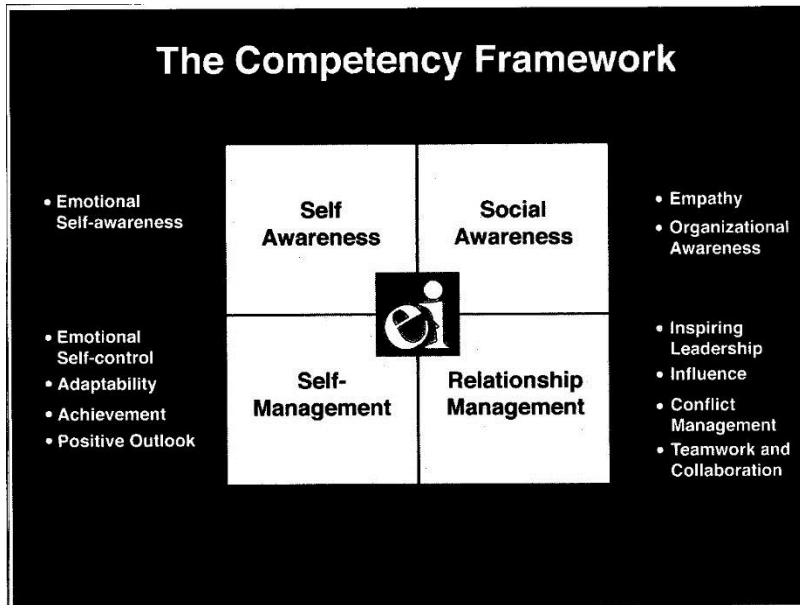 The Competency Framework
• Emotional
Self-awareness
Self
Awareness
Social
Awareness
• Empathy
• Organizational
Awareness
ei
• Emotional
Self-control
• Adaptability
• Achievement
• Positive Outlook
Self-
Management
Relationship
Management
• Inspiring
Leadership
• Influence
• Conflict
Management
• Teamwork and
Collaboration